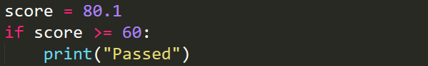 score = 80.1
if score >= 60:
    print("Passed")